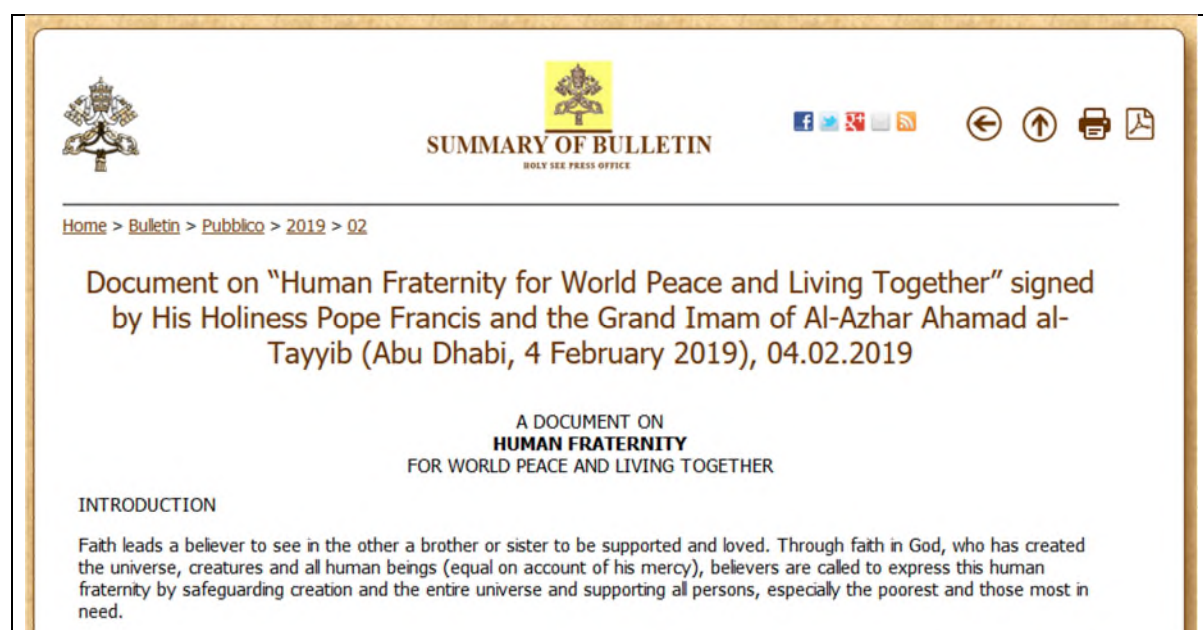 SUMMARY OF BULLETIN
HOLY SEE PRESS OFFICE
Home > Bulletin > Pubblico > 2019 > 02
Document on “Human Fraternity for World Peace and Living Together” signed
by His Holiness Pope Francis and the Grand Imam of Al-Azhar Ahamad al-
Tayyib (Abu Dhabi, 4 February 2019), 04.02.2019
A DOCUMENT ON
HUMAN FRATERNITY
FOR WORLD PEACE AND LIVING TOGETHER
INTRODUCTION
Faith leads a believer to see in the other a brother or sister to be supported and loved. Through faith in God, who has created
the universe, creatures and all human beings (equal on account of his mercy), believers are called to express this human
fraternity by safeguarding creation and the entire universe and supporting all persons, especially the poorest and those most in
need.